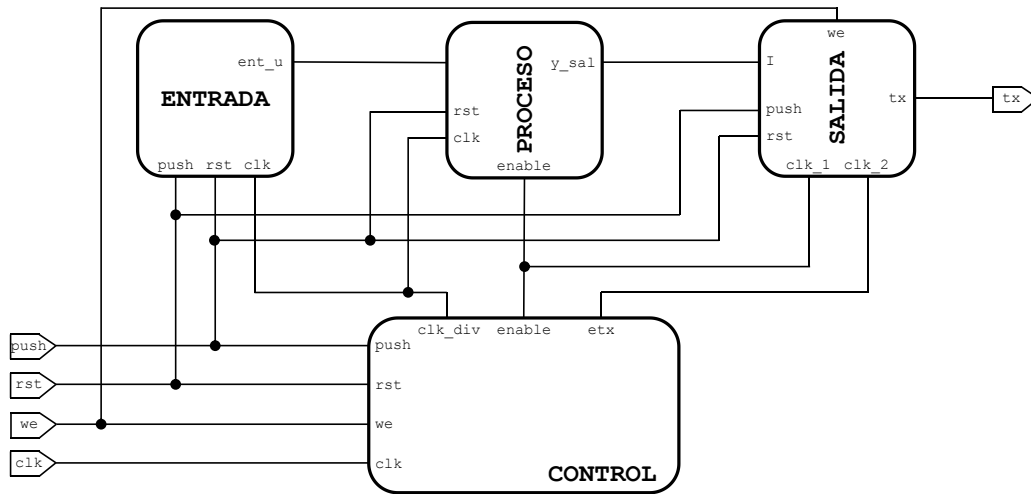 we
ent_u
ENTRADA
push rst clk
y_sal
rst
clk
PROCESO
enable
I
push
rst
tx
SALIDA
clk_1 clk_2
tx
clk_div enable etx
push
rst
we
clk
push
rst
we
clk
CONTROL